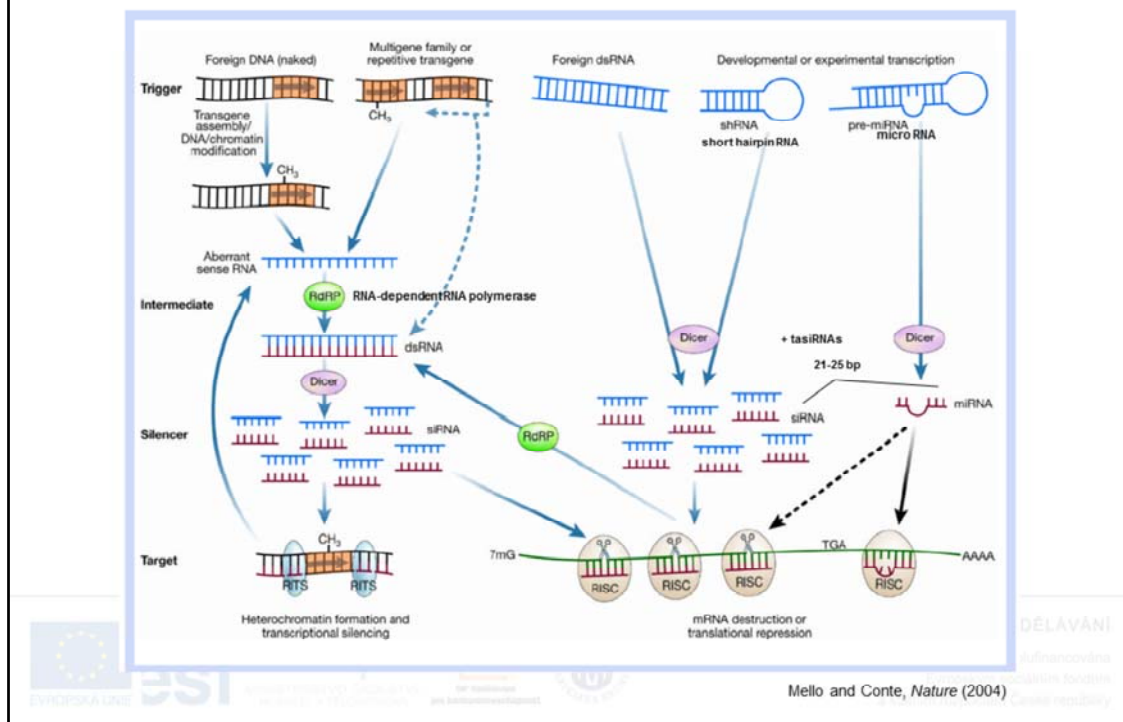 Foreign DNA (naked)
Multigene family or
repetitive transgene
Foreign dsRNA
Developmental or experimental transcription
Trigger
CH3
shRNA
short hairpin RNA
pre-miRNA
micro RNA
Transgene
assembly/
DNA/chromatin
modification
CH3
Aberrant
sense RNA
Intermediate
RdRP
RNA-dependentRNA polymerase
dsRNA
Dicer
Dicer
+ tasiRNAs
Dicer
21-25 bp
siRNA
siRNA
miRNA
Silencer
RdRP
CH3
Target
RITS
RITS
7mG
RISC
RISC
RISC
TGA
RISC
AAAA
Heterochromatin formation and
transcriptional silencing
mRNA destruction or
translational repression
Mello and Conte, Nature (2004)
EVROPSKÁ UNIE
esf
DĚLÁVÁNÍ